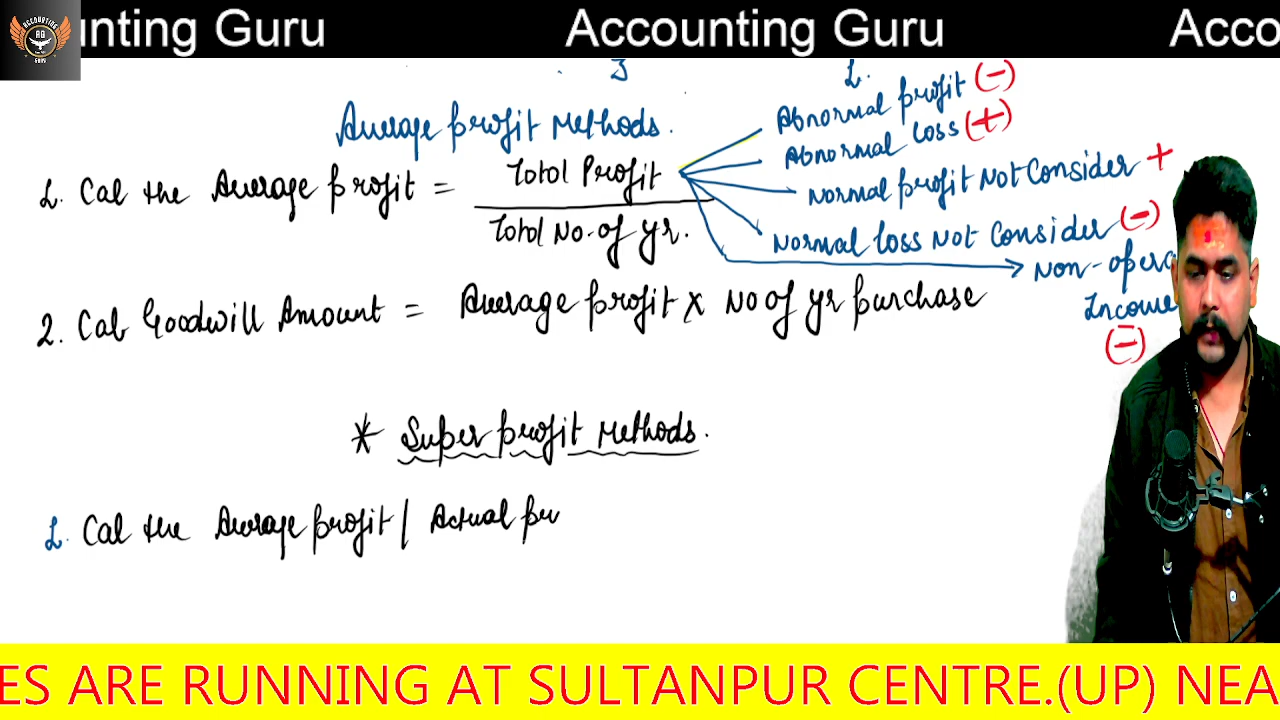 unting Guru Accounting Guru Acco
ACCOUNTING
AG
GURU
Average profit Methods.
Abnormal profit (-)
Abnormal loss (+)
1. Cal the Average profit = Total Profit
Total No. of yr.
Normal profit Not Consider +
Normal loss Not Consider (-)
Non-opera
Income
(-)
2. Cal Goodwill Amount = Average profit x No of yr purchase
* Super profit Methods.
1. Cal the Average profit / Actual pr
ES ARE RUNNING AT SULTANPUR CENTRE.(UP) NEA